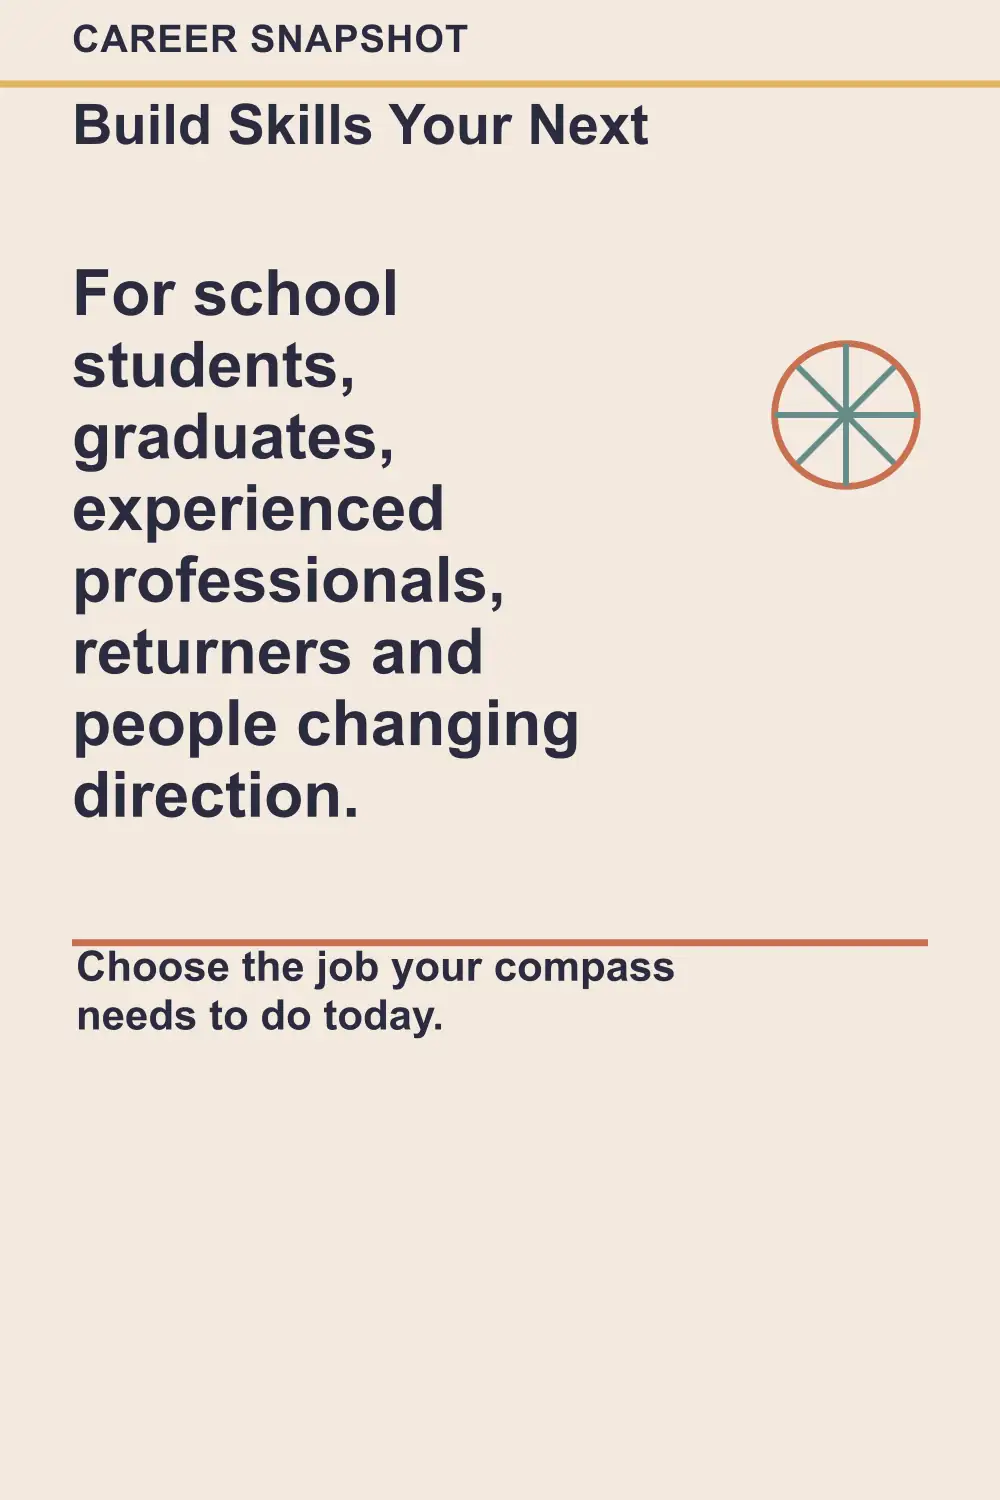 CAREER SNAPSHOT
Build Skills Your Next
For school
students,
graduates,
experienced
professionals,
returners and
people changing
direction.
Choose the job your compass
needs to do today.